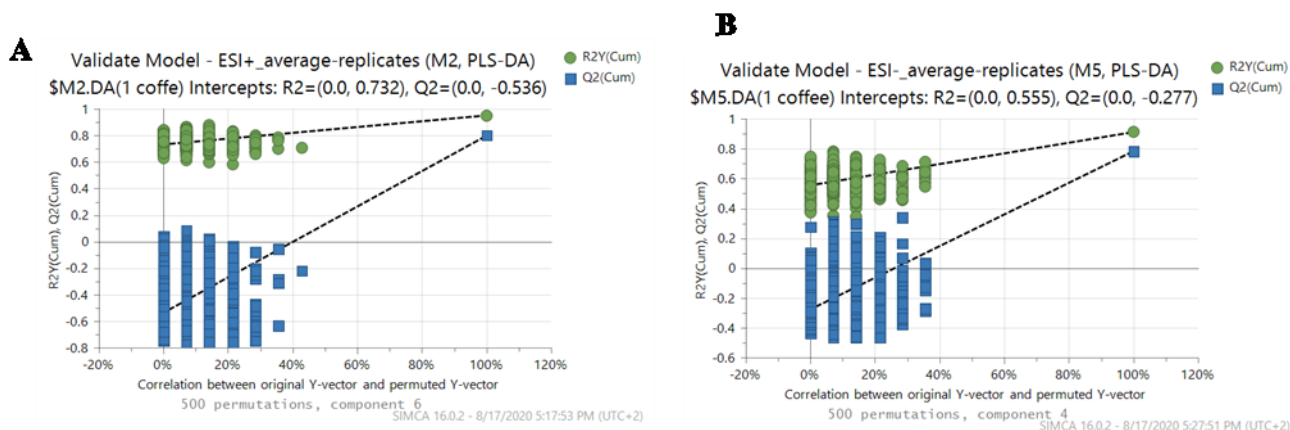 A
Validate Model - ESI+_average-replicates (M2, PLS-DA)
$M2.DA(1 coffe) Intercepts: R2=(0.0, 0.732), Q2=(0.0, -0.536)
R2Y(Cum)
Q2(Cum)
R2Y(Cum), Q2(Cum)
1
0.8
0.6
0.4
0.2
0
-0.2
-0.4
-0.6
-0.8
-20% 0% 20% 40% 60% 80% 100% 120%
Correlation between original Y-vector and permuted Y-vector
500 permutations, component 6
SIMCA 16.0.2 - 8/17/2020 5:17:53 PM (UTC+2)
B
Validate Model - ESI-_average-replicates (M5, PLS-DA)
$M5.DA(1 coffee) Intercepts: R2=(0.0, 0.555), Q2=(0.0, -0.277)
R2Y(Cum)
Q2(Cum)
R2Y(Cum), Q2(Cum)
1
0.8
0.6
0.4
0.2
0
-0.2
-0.4
-0.6
-20% 0% 20% 40% 60% 80% 100% 120%
Correlation between original Y-vector and permuted Y-vector
500 permutations, component 4
SIMCA 16.0.2 - 8/17/2020 5:27:51 PM (UTC+2)